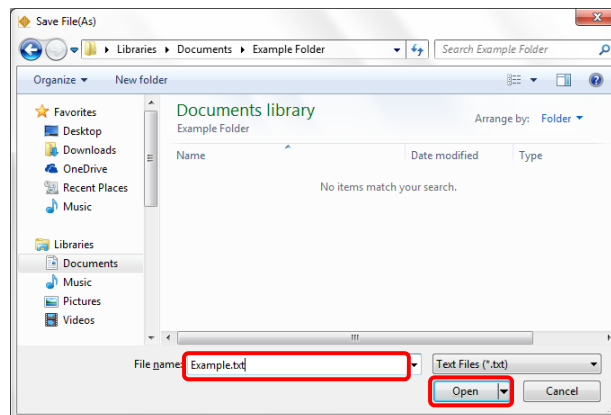 Save File(As)
Libraries Documents Example Folder
Search Example Folder
Organize New folder
Favorites
Desktop
Downloads
OneDrive
Recent Places
Music
Libraries
Documents
Music
Pictures
Videos
Documents library
Example Folder
Arrange by: Folder
Name Date modified Type
No items match your search.
File name: Example.txt
Text Files (*.txt)
Open Cancel